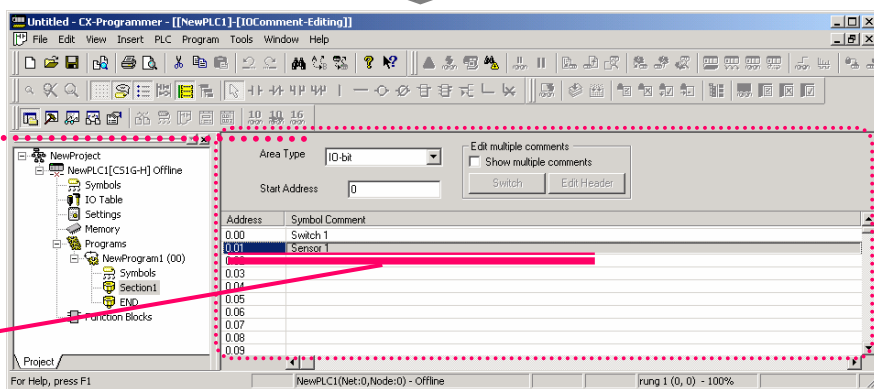 Untitled - CX-Programmer - [[NewPLC1]-[IOComment-Editing]]
File Edit View Insert PLC Program Tools Window Help
10 10 16
NewProject
NewPLC1[CS1G-H] Offline
Symbols
IO Table
Settings
Memory
Programs
NewProgram1 (00)
Symbols
Section1
END
Function Blocks
Project
Area Type IO-bit
Start Address 0
Edit multiple comments
Show multiple comments
Switch Edit Header
Address Symbol Comment
0.00 Switch 1
0.01 Sensor 1
0.03
0.04
0.05
0.06
0.07
0.08
0.09
For Help, press F1 NewPLC1(Net:0,Node:0) - Offline rung 1 (0, 0) - 100%